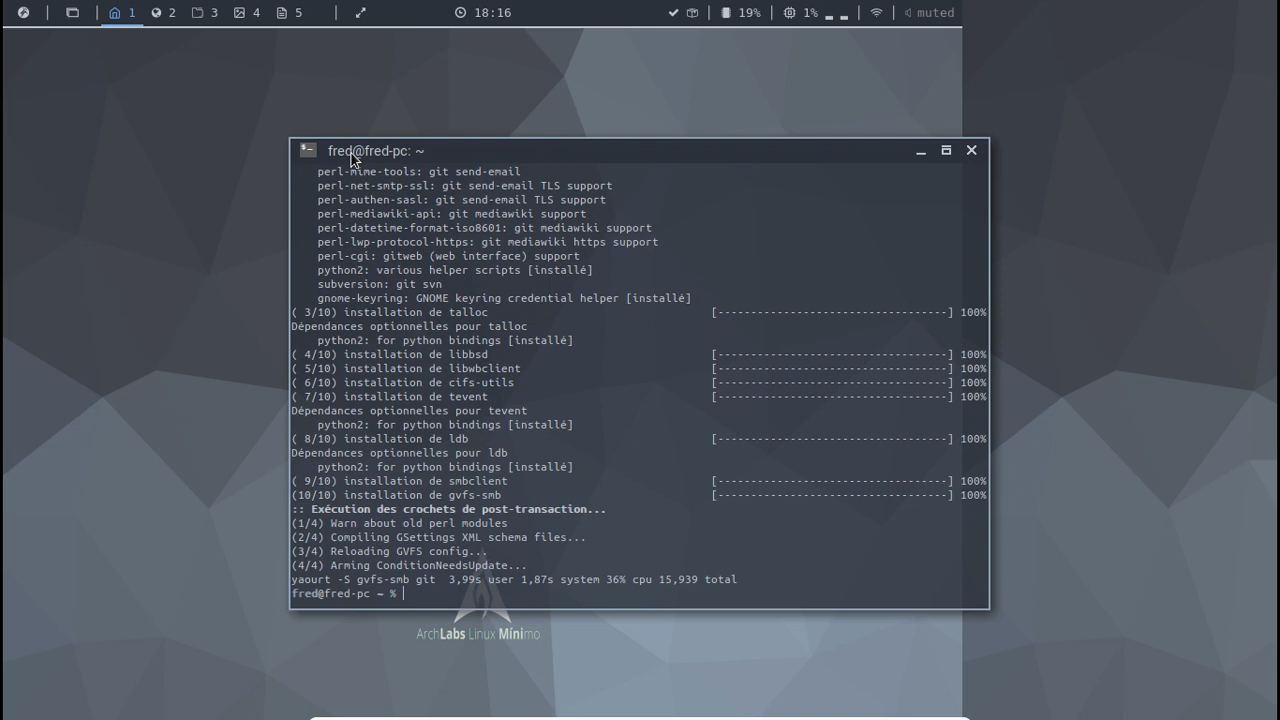 1 2 3 4 5 18:16 19% 1% muted
fred@fred-pc: ~
perl-mime-tools: git send-email
perl-net-smtp-ssl: git send-email TLS support
perl-authen-sasl: git send-email TLS support
perl-mediawiki-api: git mediawiki support
perl-datetime-format-iso8601: git mediawiki support
perl-lwp-protocol-https: git mediawiki https support
perl-cgi: gitweb (web interface) support
python2: various helper scripts [installé]
subversion: git svn
gnome-keyring: GNOME keyring credential helper [installé]
( 3/10) installation de talloc [-----------------------------------] 100%
Dépendances optionnelles pour talloc
python2: for python bindings [installé]
( 4/10) installation de libbsd [-----------------------------------] 100%
( 5/10) installation de libwbclient [-----------------------------------] 100%
( 6/10) installation de cifs-utils [-----------------------------------] 100%
( 7/10) installation de tevent [-----------------------------------] 100%
Dépendances optionnelles pour tevent
python2: for python bindings [installé]
( 8/10) installation de ldb [-----------------------------------] 100%
Dépendances optionnelles pour ldb
python2: for python bindings [installé]
( 9/10) installation de smbclient [-----------------------------------] 100%
(10/10) installation de gvfs-smb [-----------------------------------] 100%
:: Exécution des crochets de post-transaction...
(1/4) Warn about old perl modules
(2/4) Compiling GSettings XML schema files...
(3/4) Reloading GVFS config...
(4/4) Arming ConditionNeedsUpdate...
yaourt -S gvfs-smb git  3,99s user 1,87s system 36% cpu 15,939 total
fred@fred-pc ~ %
ArchLabs Linux Mínimo